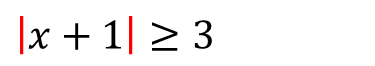 |x + 1| ≥ 3